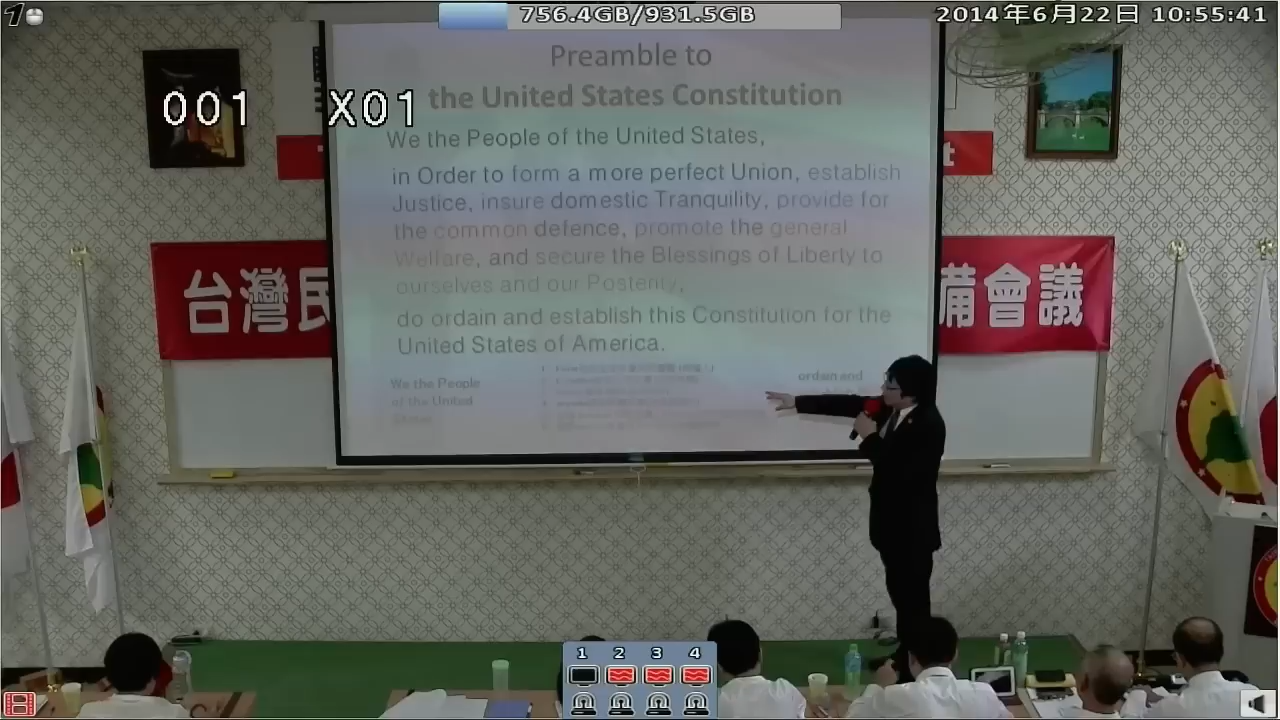 1
756.4GB/931.5GB
2014年6月22日 10:55:41
001 X01
Preamble to
the United States Constitution
We the People of the United States,
in Order to form a more perfect Union, establish
Justice, insure domestic Tranquility, provide for
the common defence, promote the general
Welfare, and secure the Blessings of Liberty to
ourselves and our Posterity,
do ordain and establish this Constitution for the
United States of America.
We the People
of the United
ordain and
t
台灣民
備會議
1 2 3 4